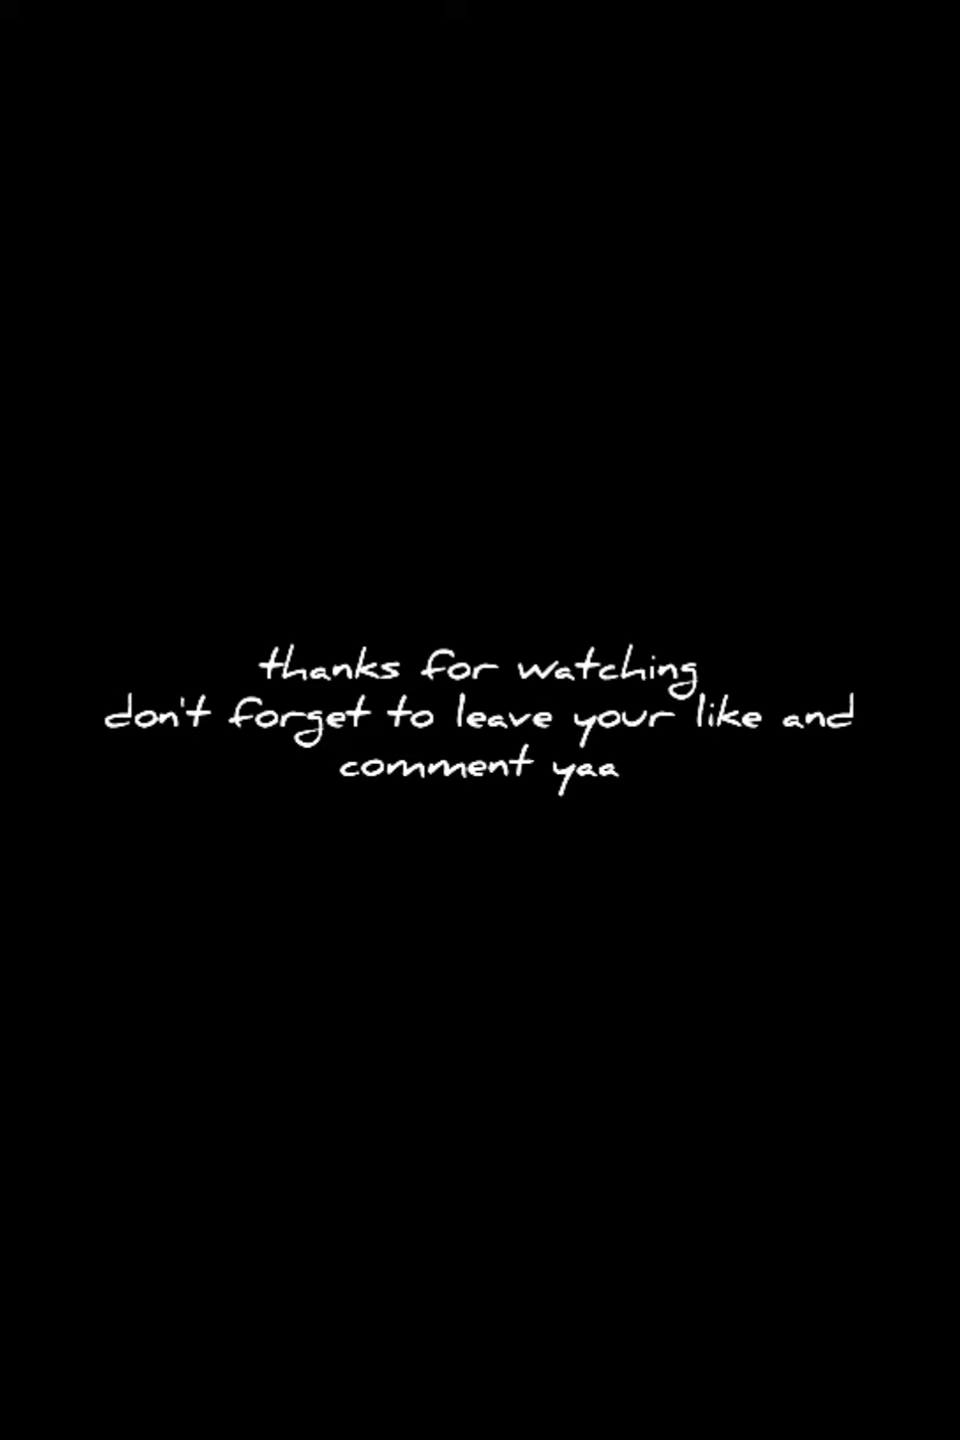 thanks for watching
don't forget to leave your like and
comment yaa